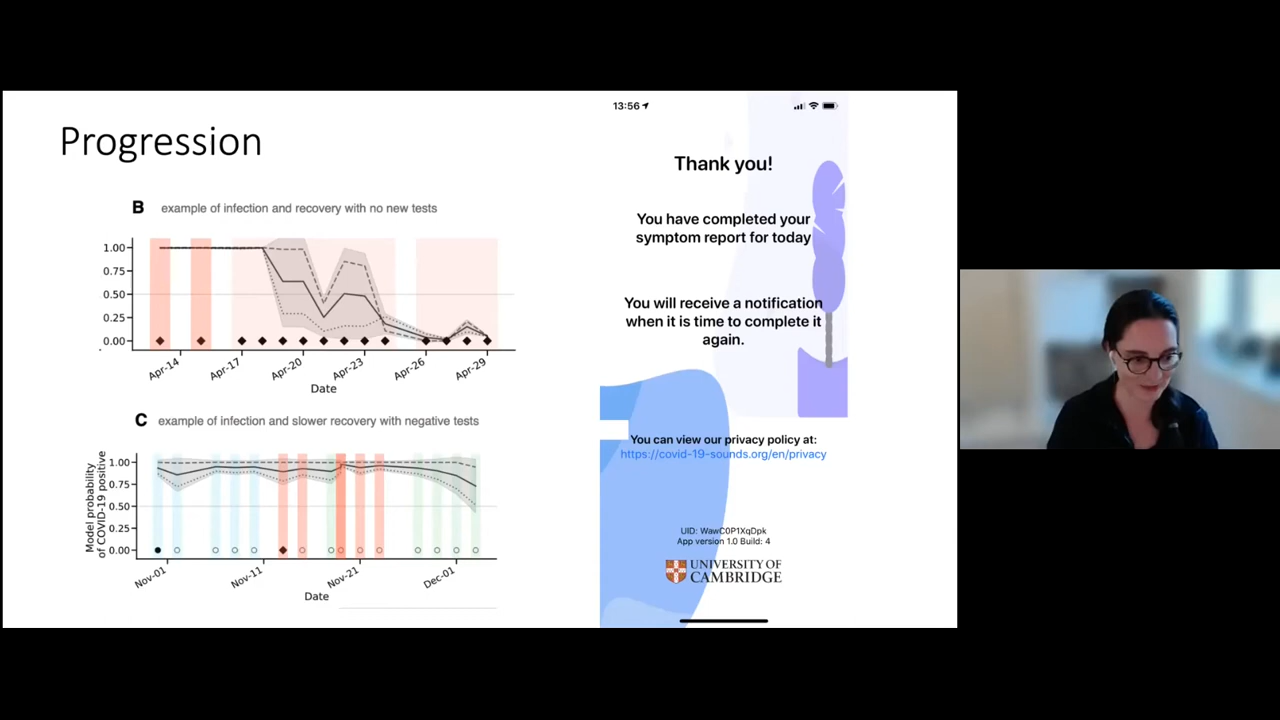 Progression
B example of infection and recovery with no new tests
1.00
0.75
0.50
0.25
0.00
Apr-14
Apr-17
Apr-20
Apr-23
Apr-26
Apr-29
Date
C example of infection and slower recovery with negative tests
Model probability
of COVID-19 positive
1.00
0.75
0.50
0.25
0.00
Nov-01
Nov-11
Nov-21
Dec-01
Date
13:56
Thank you!
You have completed your
symptom report for today
You will receive a notification
when it is time to complete it
again.
You can view our privacy policy at:
https://covid-19-sounds.org/en/privacy
UID: WawC0P1XqDpk
App version 1.0 Build: 4
UNIVERSITY OF
CAMBRIDGE